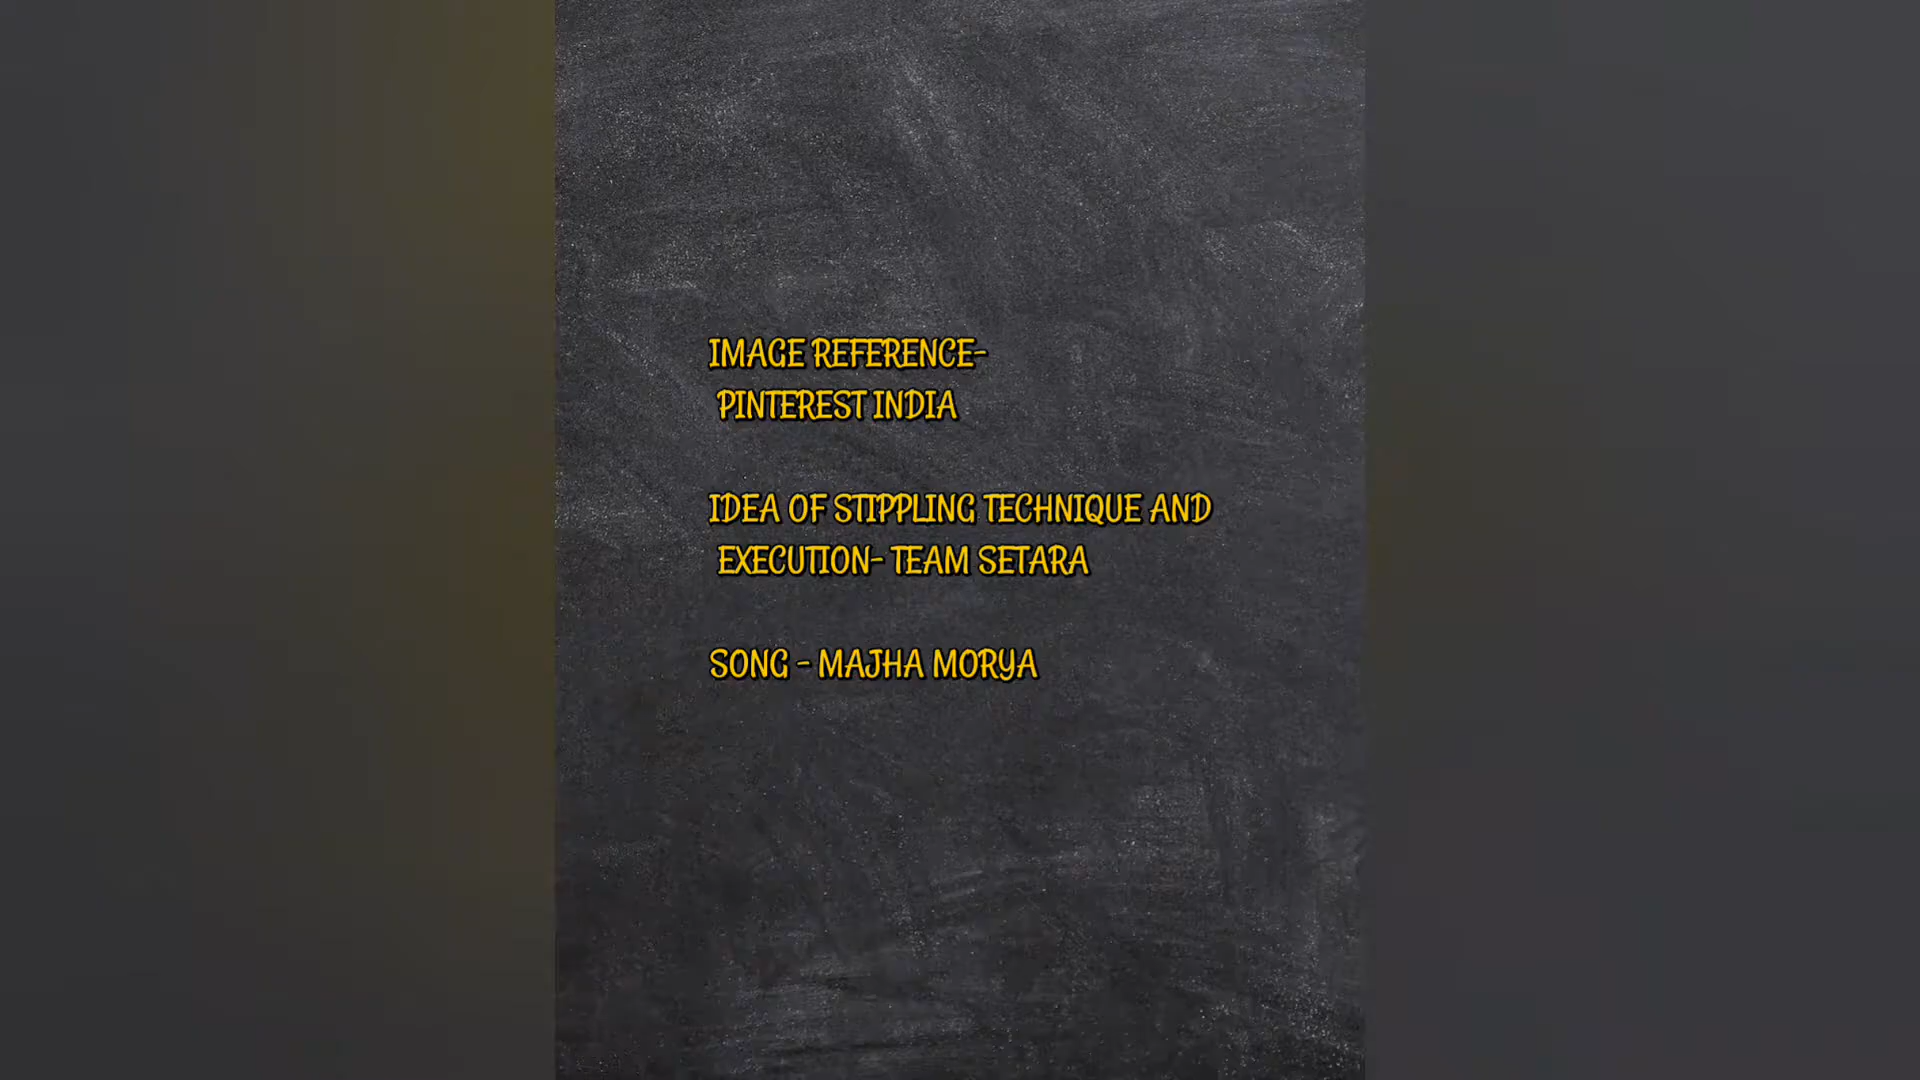 IMAGE REFERENCE-
PINTEREST INDIA
IDEA OF STIPPLING TECHNIQUE AND
EXECUTION- TEAM SETARA
SONG - MAJHA MORYA